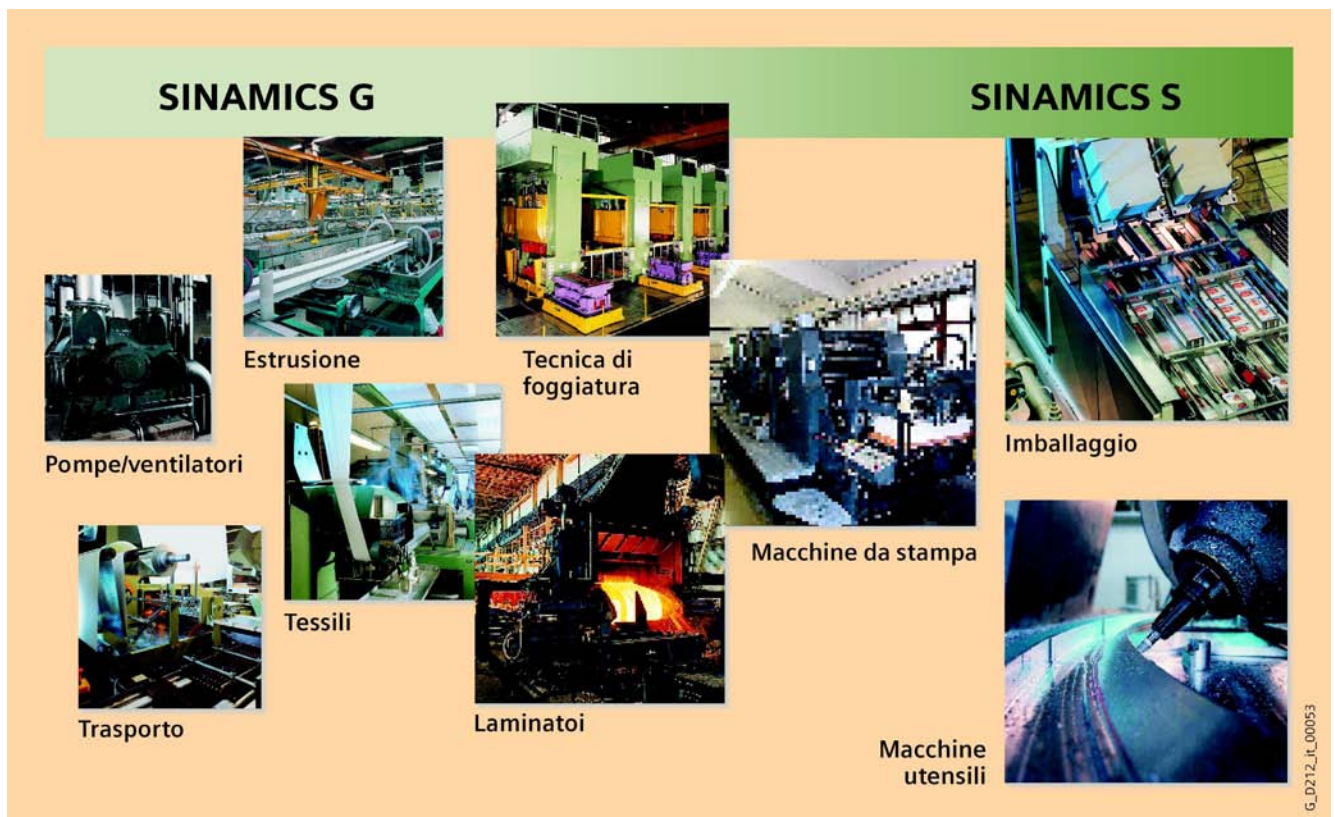 SINAMICS G
SINAMICS S
Estrusione
Tecnica di
foggiatura
Pompe/ventilatori
Imballaggio
Macchine da stampa
Tessili
Trasporto
Laminatoi
Macchine
utensili
G_D212_it_00053